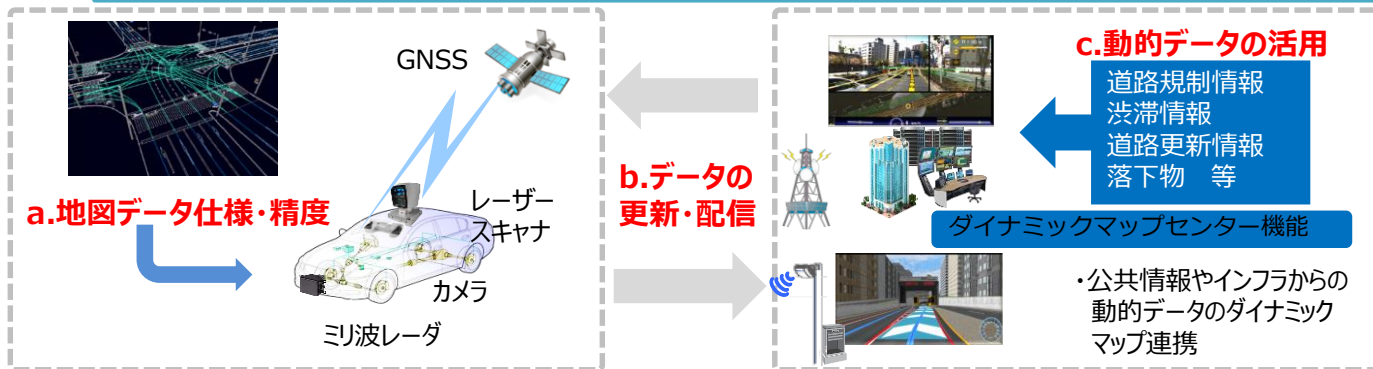 GNSS
a.地図データ仕様・精度
レーザー
スキャナ
カメラ
ミリ波レーダ
b.データの
更新・配信
c.動的データの活用
道路規制情報
渋滞情報
道路更新情報
落下物　等
ダイナミックマップセンター機能
・公共情報やインフラからの
動的データのダイナミック
マップ連携